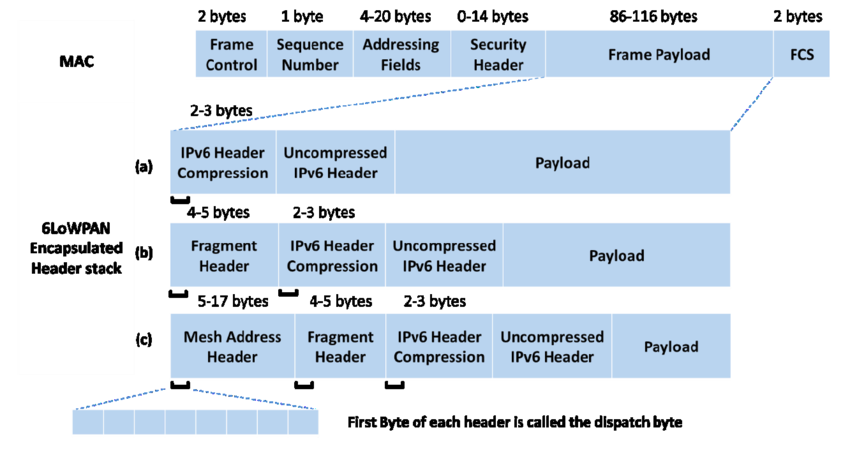 2 bytes 1 byte 4-20 bytes 0-14 bytes 86-116 bytes 2 bytes
MAC
Frame Control
Sequence Number
Addressing Fields
Security Header
Frame Payload
FCS
2-3 bytes
(a)
IPv6 Header Compression
Uncompressed IPv6 Header
Payload
6LoWPAN
Encapsulated
Header stack
4-5 bytes 2-3 bytes
(b)
Fragment Header
IPv6 Header Compression
Uncompressed IPv6 Header
Payload
5-17 bytes 4-5 bytes 2-3 bytes
(c)
Mesh Address Header
Fragment Header
IPv6 Header Compression
Uncompressed IPv6 Header
Payload
First Byte of each header is called the dispatch byte